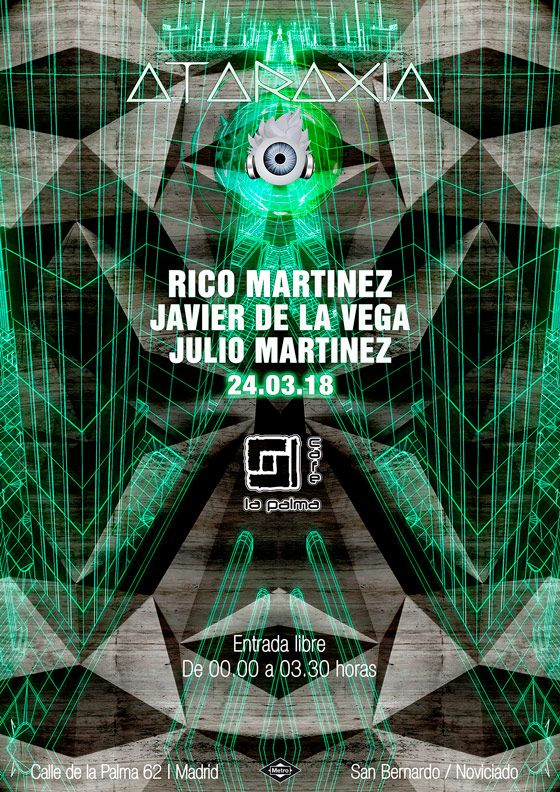 ATARAXIA
RICO MARTINEZ
JAVIER DE LA VEGA
JULIO MARTINEZ
24.03.18
cafe
la palma
Entrada libre
De 00.00 a 03.30 horas
Calle de la Palma 62 | Madrid
Metro
San Bernardo / Noviciado